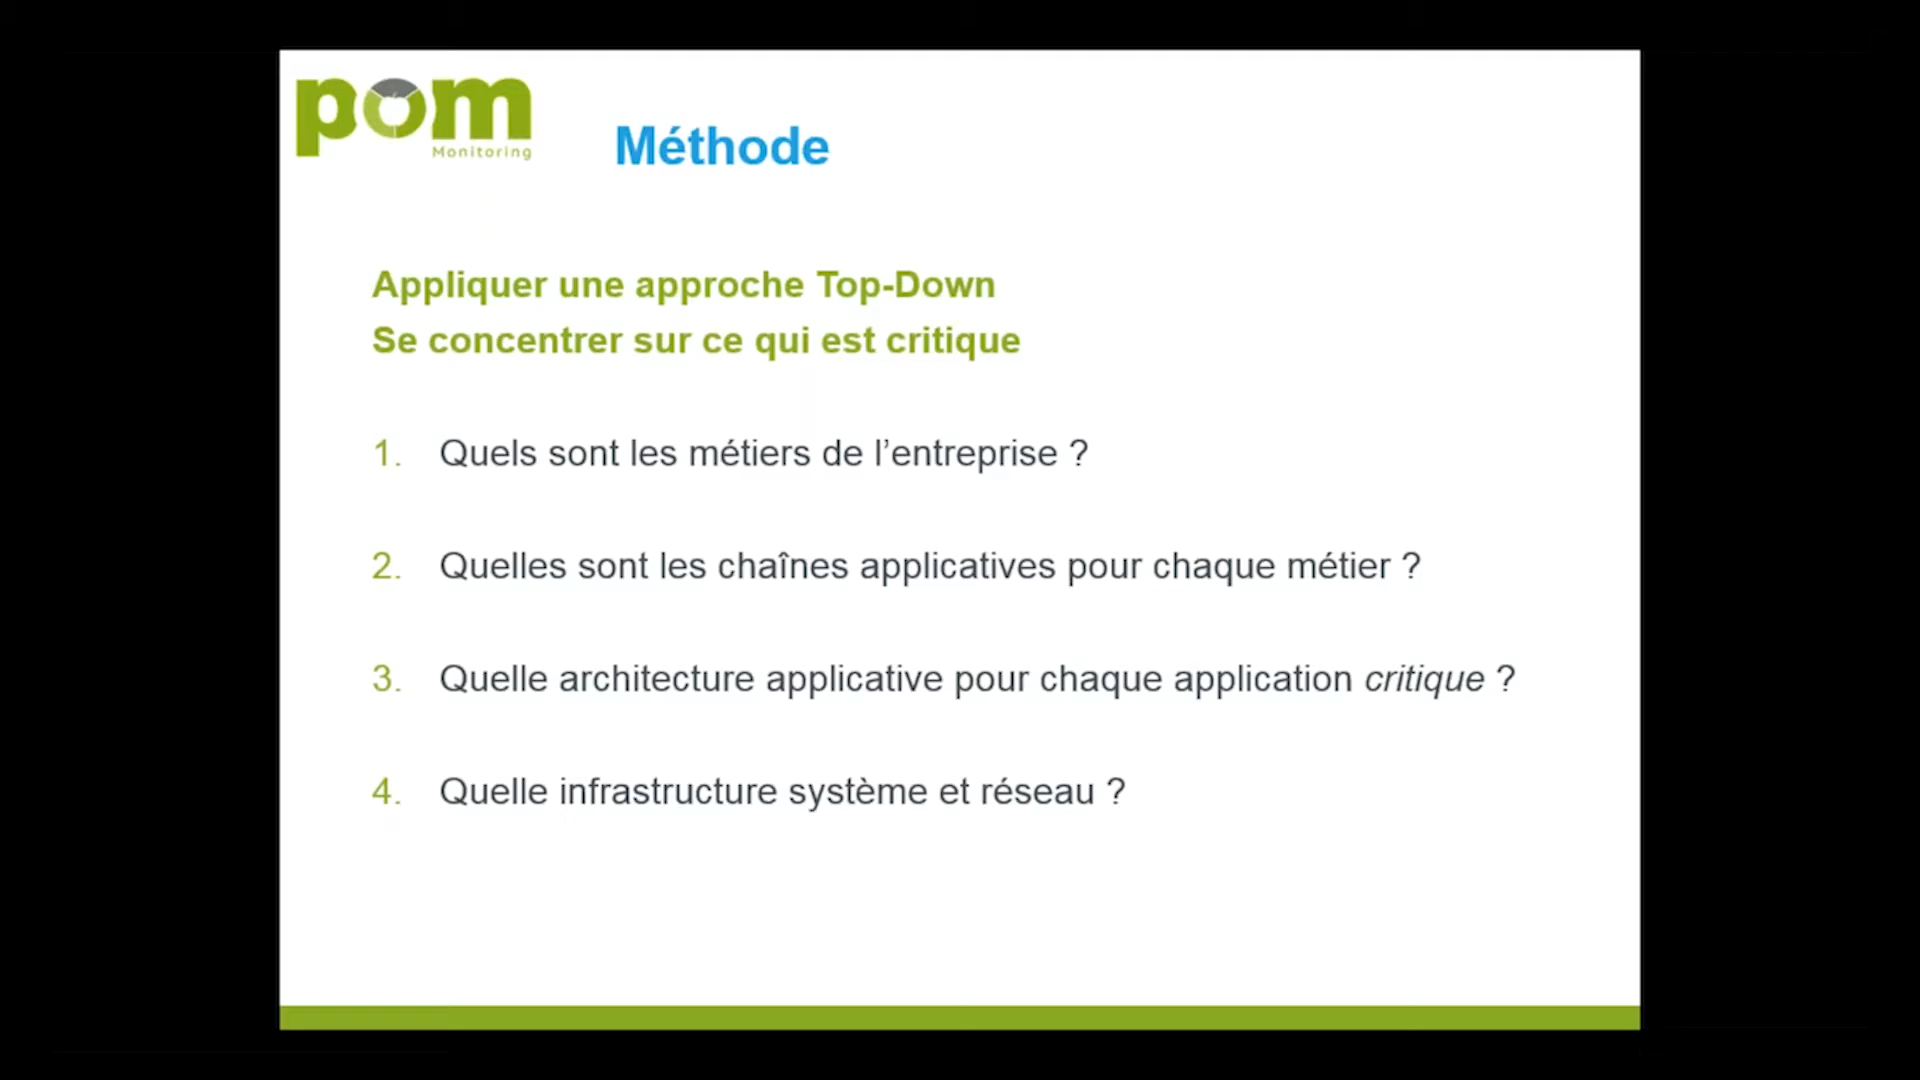 pom
Monitoring
Méthode
Appliquer une approche Top-Down
Se concentrer sur ce qui est critique
1. Quels sont les métiers de l’entreprise ?
2. Quelles sont les chaînes applicatives pour chaque métier ?
3. Quelle architecture applicative pour chaque application critique ?
4. Quelle infrastructure système et réseau ?